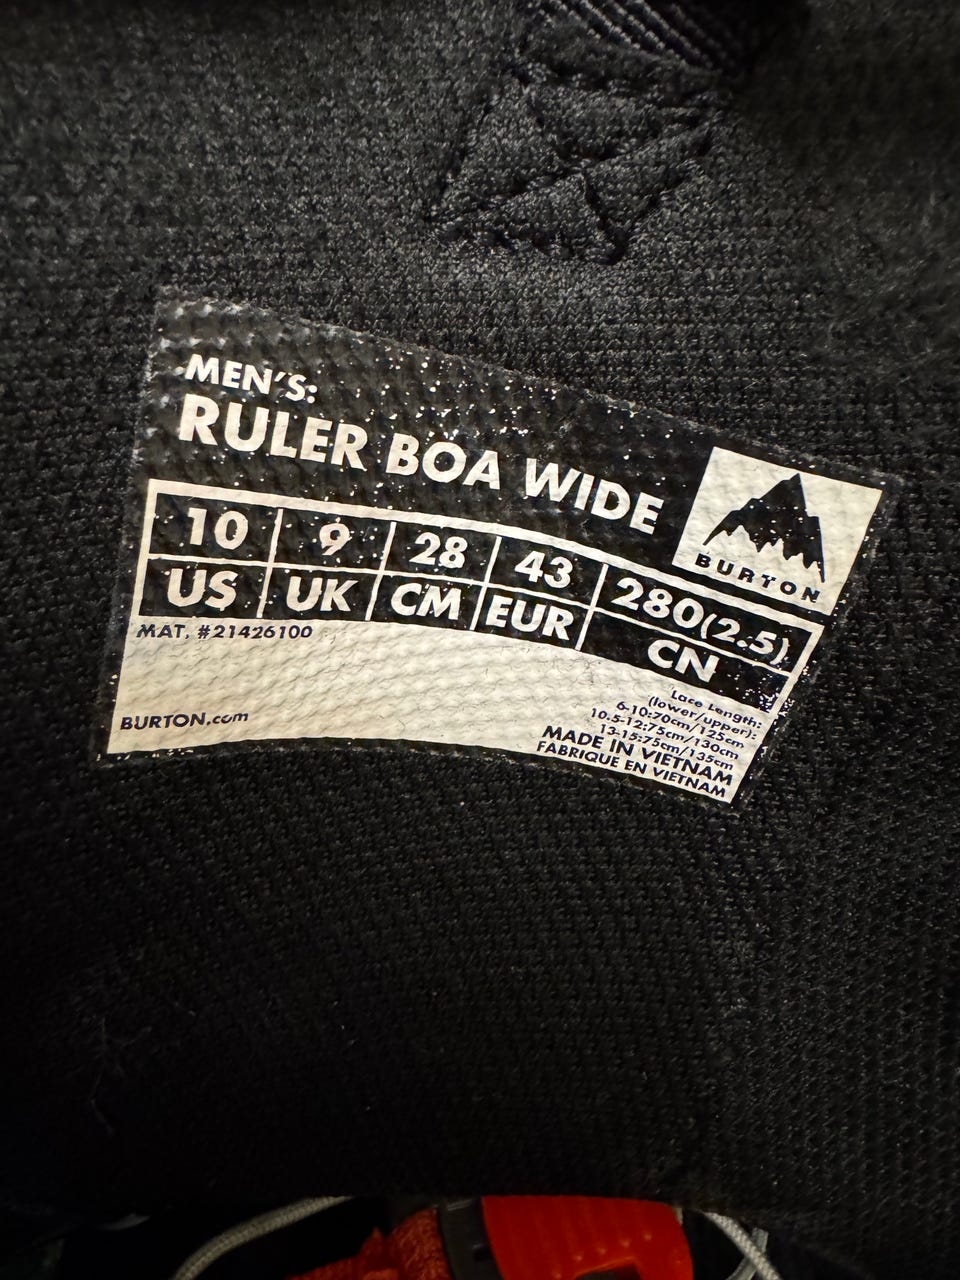 MEN'S:
RULER BOA WIDE
BURTON
10 9 28 43 280(2.5)
US UK CM EUR CN
MAT. #21426100
BURTON.com
Lace Length:
(lower/upper):
6-10:70cm/125cm
10.5-12:75cm/130cm
13-15:75cm/135cm
MADE IN VIETNAM
FABRIQUE EN VIETNAM